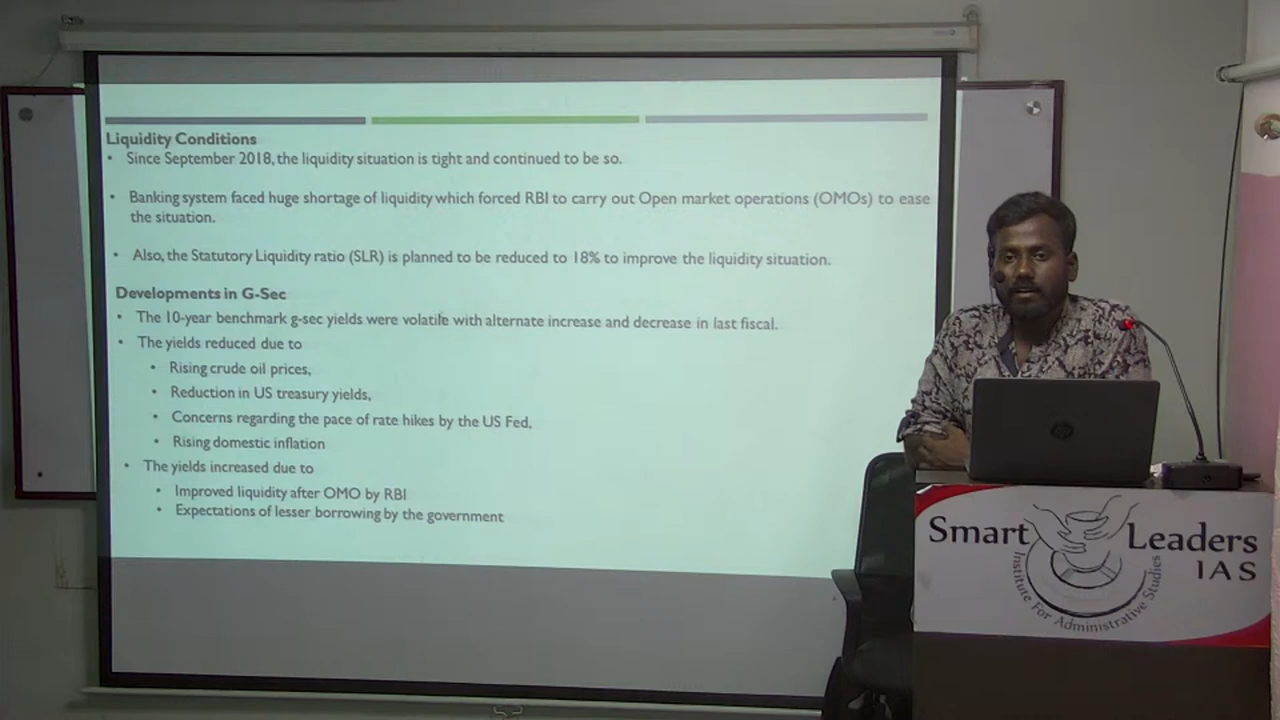 Liquidity Conditions
• Since September 2018, the liquidity situation is tight and continued to be so.
• Banking system faced huge shortage of liquidity which forced RBI to carry out Open market operations (OMOs) to ease
the situation.
• Also, the Statutory Liquidity ratio (SLR) is planned to be reduced to 18% to improve the liquidity situation.
Developments in G-Sec
• The 10-year benchmark g-sec yields were volatile with alternate increase and decrease in last fiscal.
• The yields reduced due to
• Rising crude oil prices,
• Reduction in US treasury yields,
• Concerns regarding the pace of rate hikes by the US Fed,
• Rising domestic inflation
• The yields increased due to
• Improved liquidity after OMO by RBI
• Expectations of lesser borrowing by the government
hp
Smart Leaders
IAS
Institute For Administrative Studies